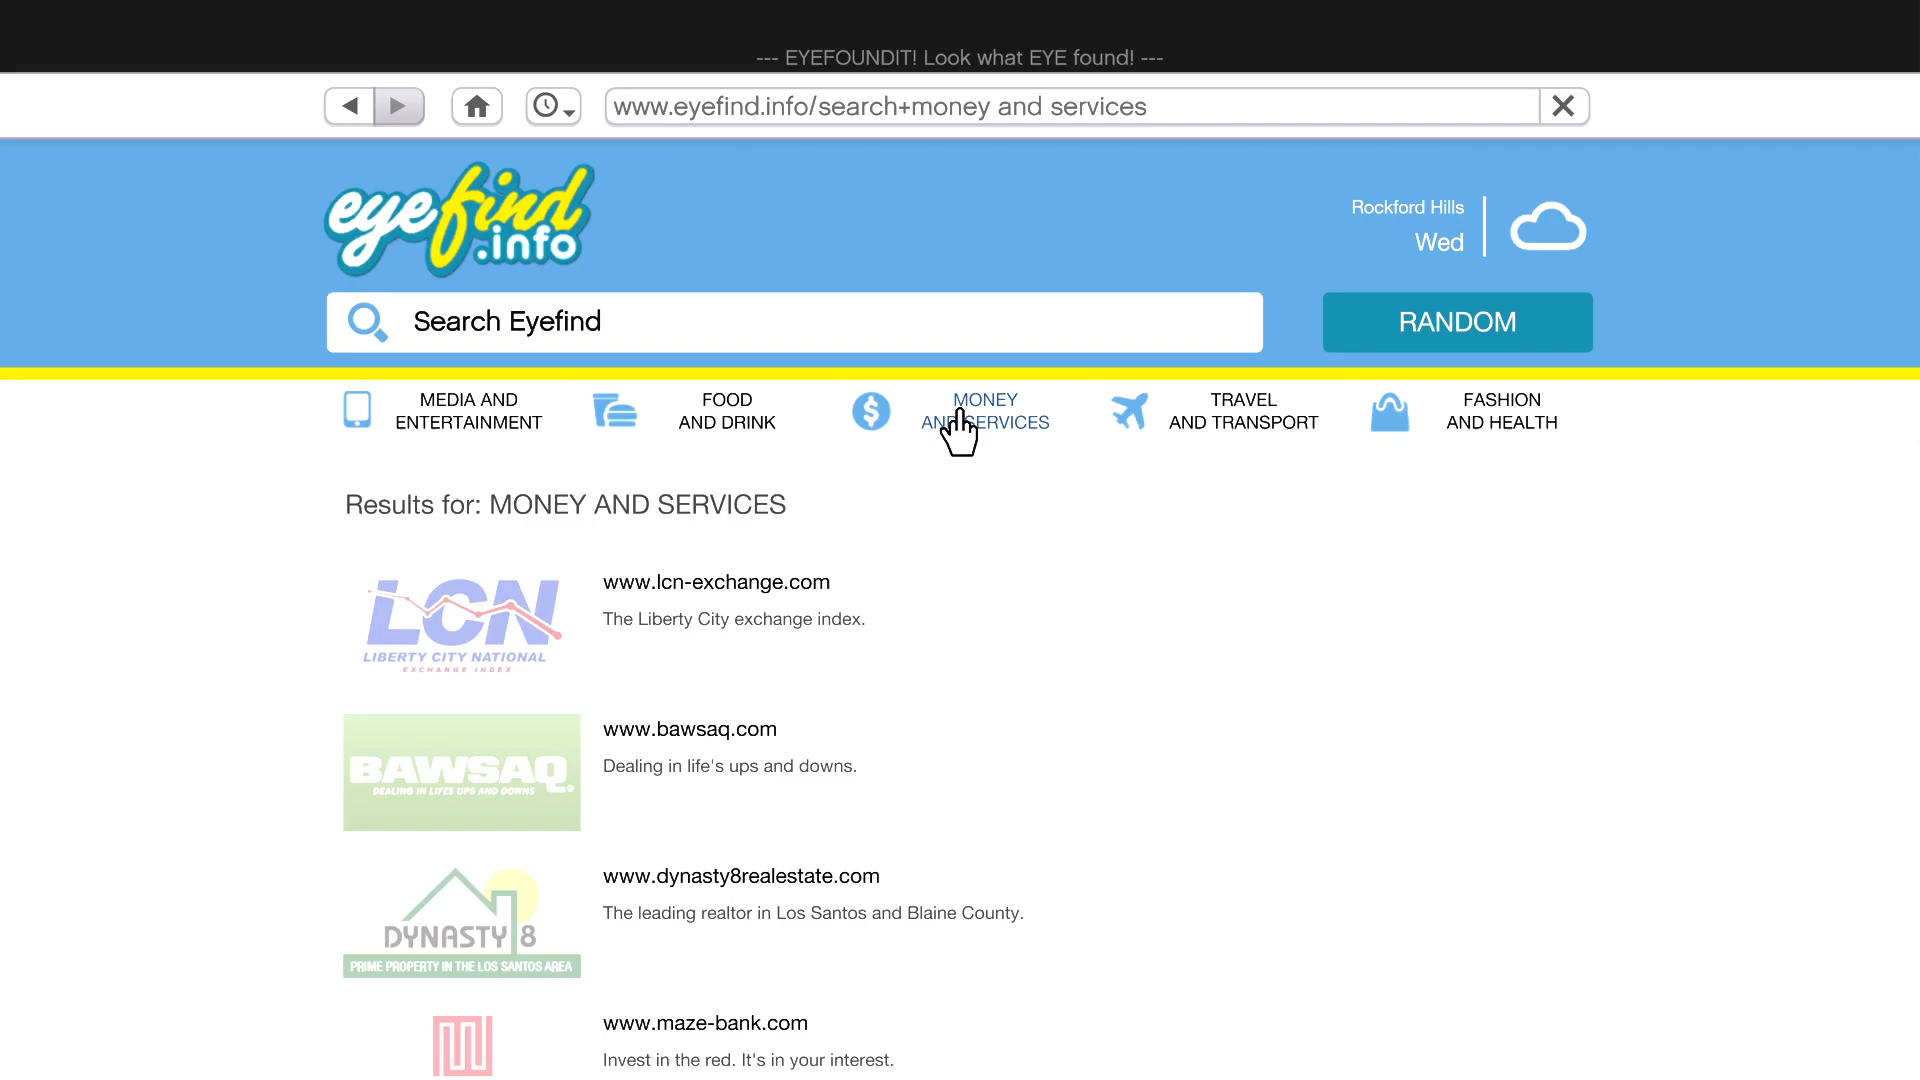 --- EYEFOUNDIT! Look what EYE found! ---
www.eyefind.info/search+money and services
eyefind
.info
Rockford Hills
Wed
Search Eyefind
RANDOM
MEDIA AND
ENTERTAINMENT
FOOD
AND DRINK
MONEY
AND SERVICES
TRAVEL
AND TRANSPORT
FASHION
AND HEALTH
Results for: MONEY AND SERVICES
LCN
LIBERTY CITY NATIONAL
EXCHANGE INDEX
www.lcn-exchange.com
The Liberty City exchange index.
BAWSAQ®
DEALING IN LIFE'S UPS AND DOWNS
www.bawsaq.com
Dealing in life's ups and downs.
DYNASTY 8
PRIME PROPERTY IN THE LOS SANTOS AREA
www.dynasty8realestate.com
The leading realtor in Los Santos and Blaine County.
www.maze-bank.com
Invest in the red. It's in your interest.